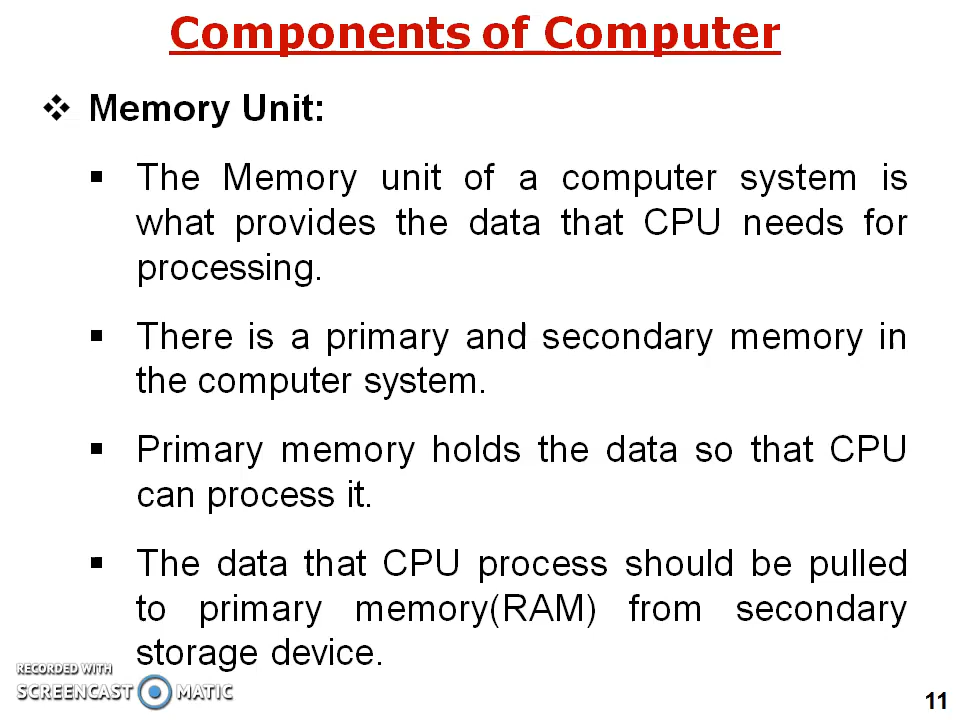 Components of Computer
❖ Memory Unit:
▪ The Memory unit of a computer system is
what provides the data that CPU needs for
processing.
▪ There is a primary and secondary memory in
the computer system.
▪ Primary memory holds the data so that CPU
can process it.
▪ The data that CPU process should be pulled
to primary memory(RAM) from secondary
storage device.
RECORDED WITH
SCREENCAST MATIC
11